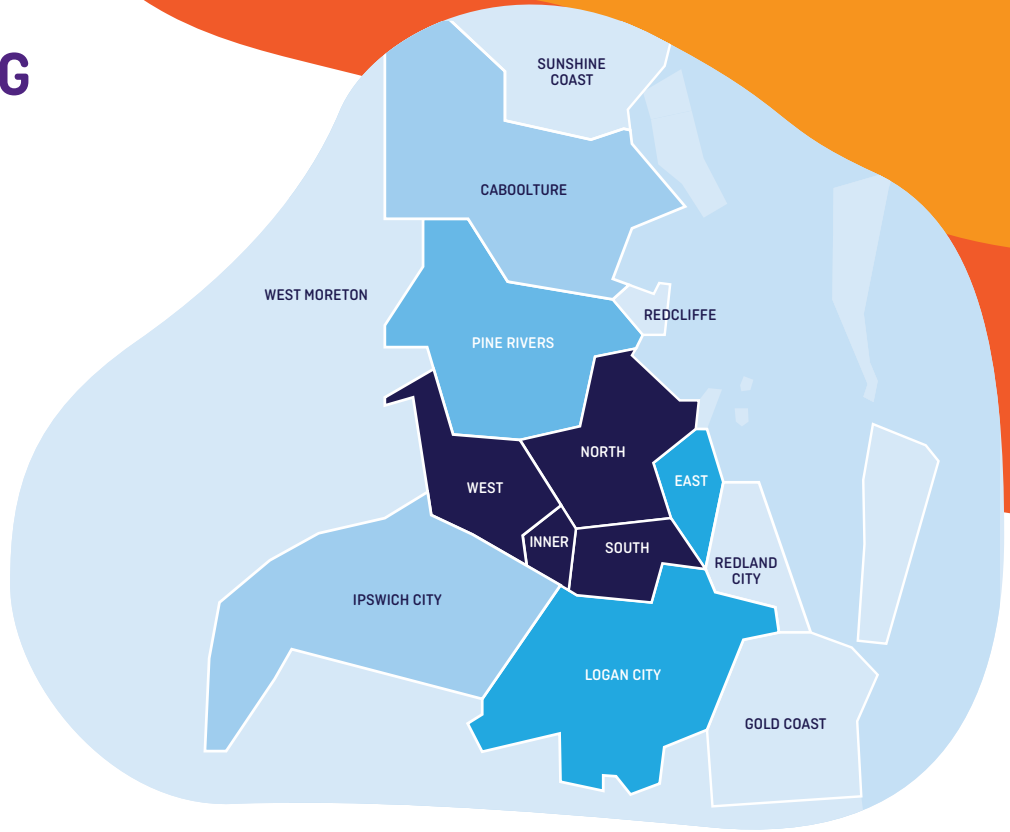 G
SUNSHINE
COAST
CABOOLTURE
WEST MORETON
REDCLIFFE
PINE RIVERS
NORTH
EAST
WEST
INNER
SOUTH
REDLAND
CITY
IPSWICH CITY
LOGAN CITY
GOLD COAST